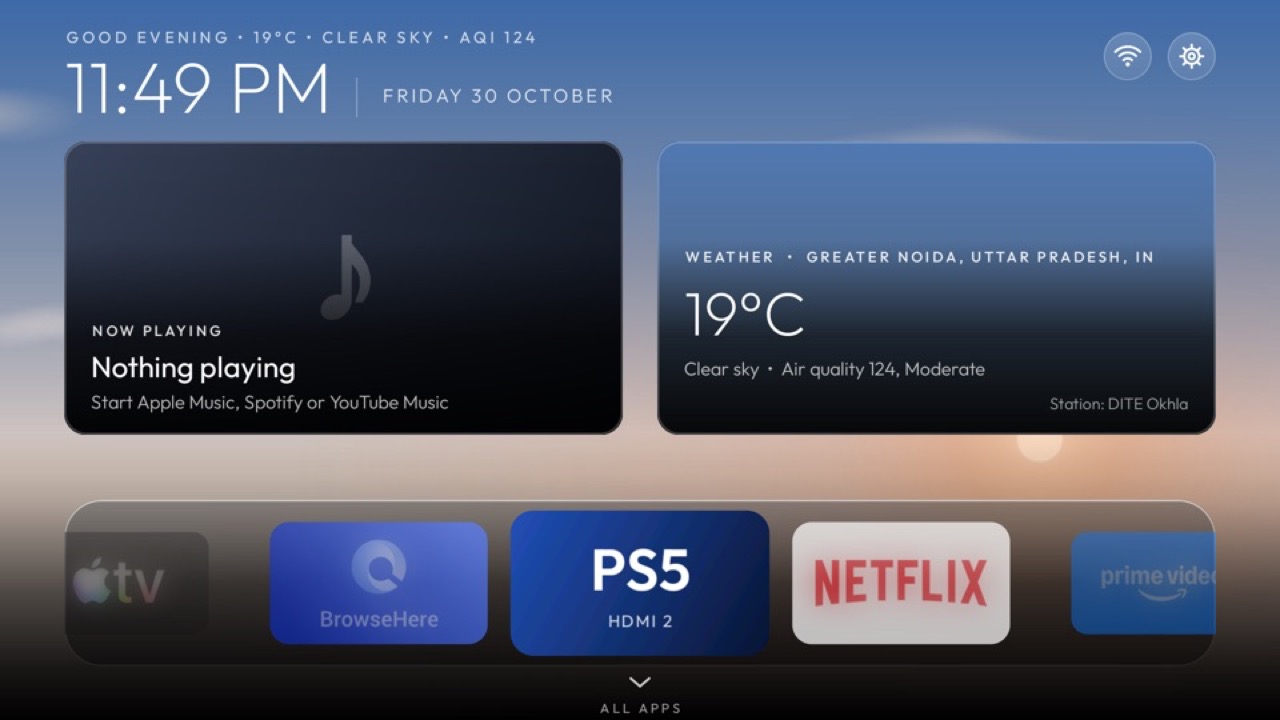 GOOD EVENING • 19°C • CLEAR SKY • AQI 124
11:49 PM
FRIDAY 30 OCTOBER
NOW PLAYING
Nothing playing
Start Apple Music, Spotify or YouTube Music
WEATHER • GREATER NOIDA, UTTAR PRADESH, IN
19°C
Clear sky • Air quality 124, Moderate
Station: DITE Okhla
tv
BrowseHere
PS5
HDMI 2
NETFLIX
prime video
ALL APPS